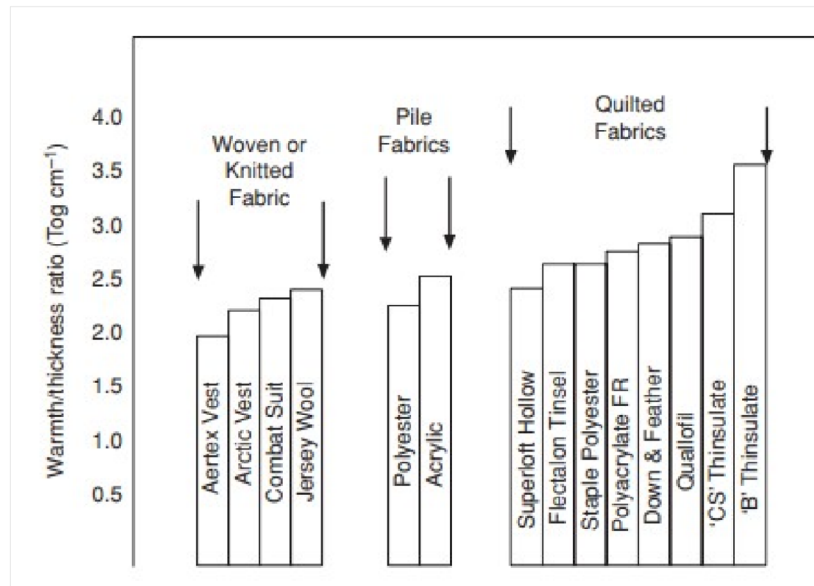 Warmth/thickness ratio (Tog cm⁻¹)
4.0
3.5
3.0
2.5
2.0
1.5
1.0
0.5
Woven or
Knitted
Fabric
Pile
Fabrics
Quilted
Fabrics
Aertex Vest
Arctic Vest
Combat Suit
Jersey Wool
Polyester
Acrylic
Superloft Hollow
Flectalon Tinsel
Staple Polyester
Polyacrylate FR
Down & Feather
Quallofil
‘CS’ Thinsulate
‘B’ Thinsulate